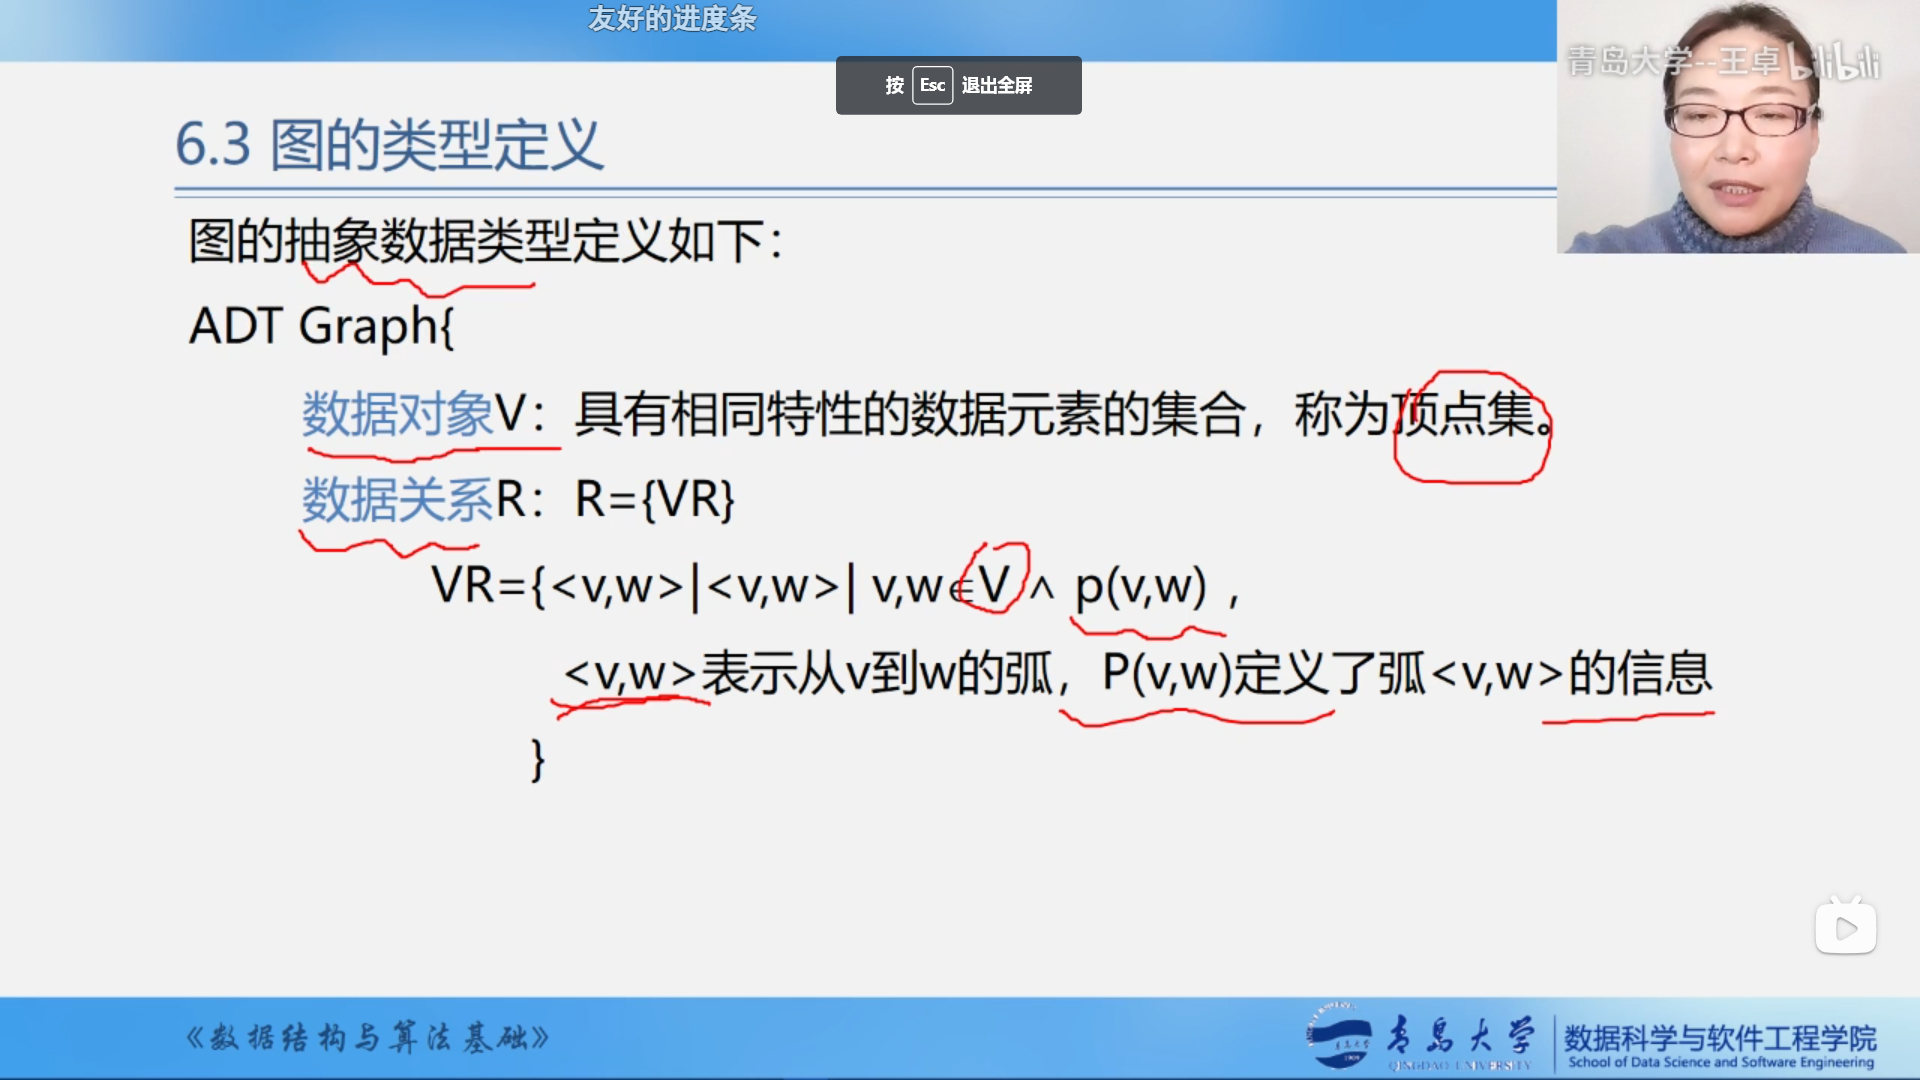 友好的进度条
按 Esc 退出全屏
青岛大学--王卓 bilibili
6.3 图的类型定义
图的抽象数据类型定义如下：
ADT Graph{
数据对象V：具有相同特性的数据元素的集合，称为顶点集。
数据关系R：R={VR}
VR={<v,w>|<v,w>| v,w∈V ∧ p(v,w)，
<v,w>表示从v到w的弧，P(v,w)定义了弧<v,w>的信息
}
《数据结构与算法基础》
青岛大学
QINGDAO UNIVERSITY
数据科学与软件工程学院
School of Data Science and Software Engineering